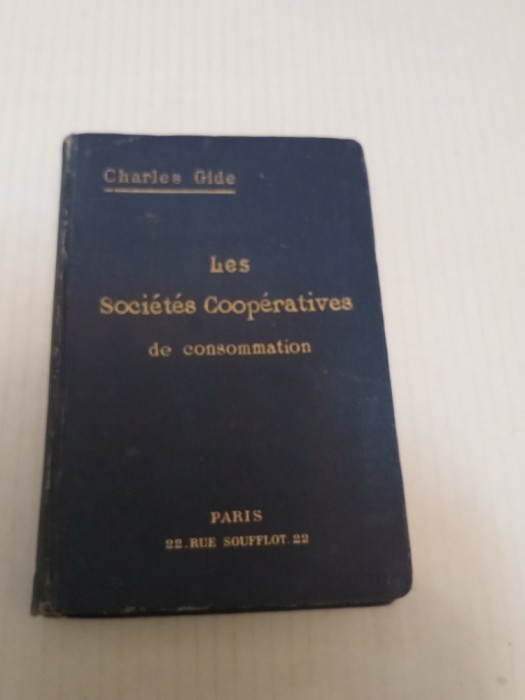 Charles Gide
Les
Sociétés Coopératives
de consommation
PARIS
22. RUE SOUFFLOT. 22